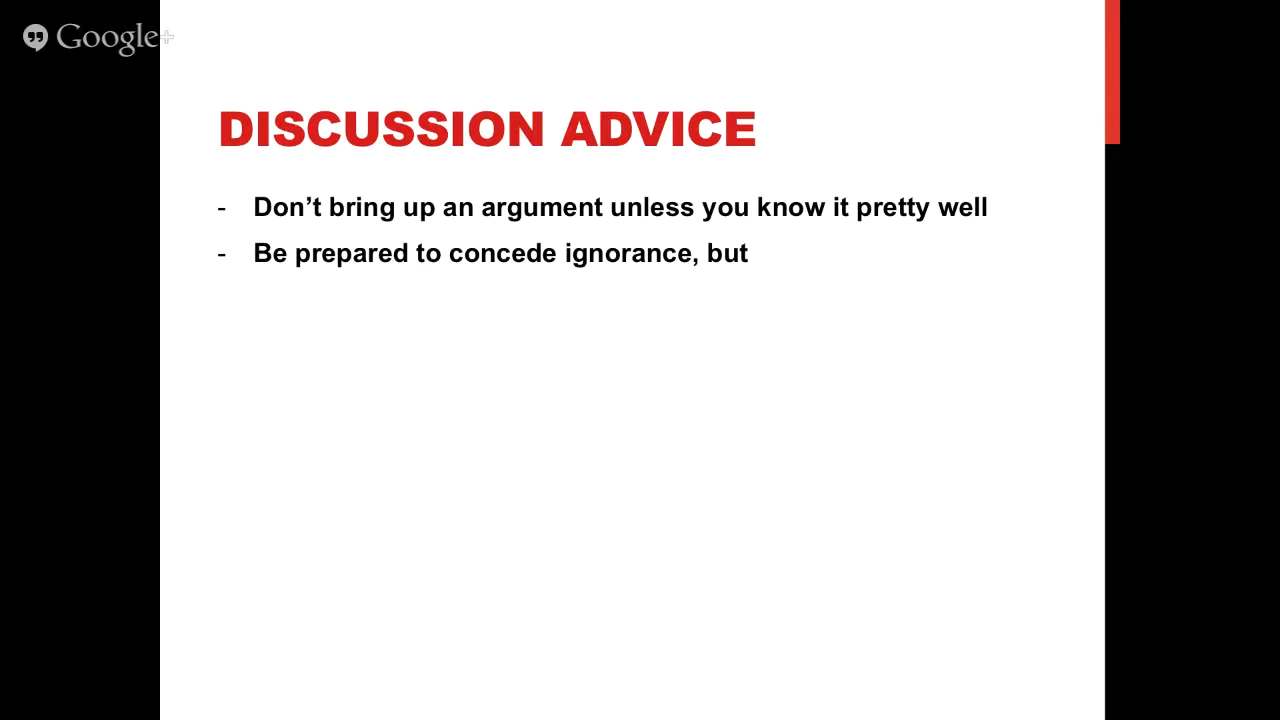 Google+
DISCUSSION ADVICE
- Don’t bring up an argument unless you know it pretty well
- Be prepared to concede ignorance, but